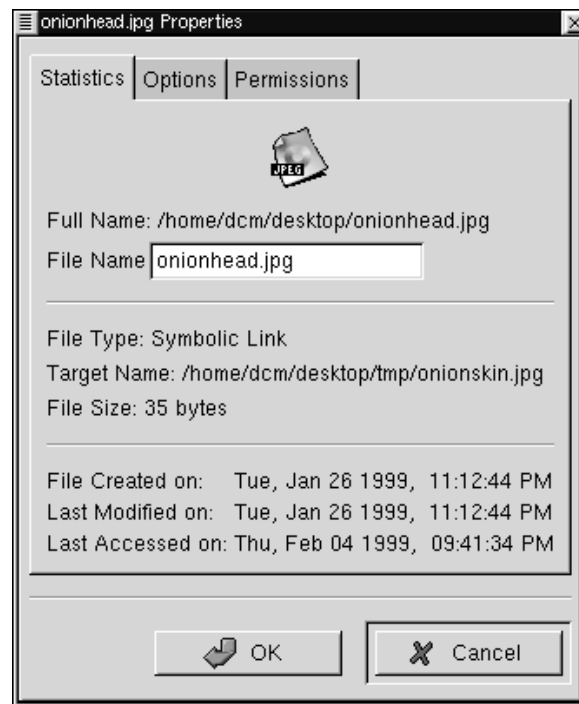 onionhead.jpg Properties
Statistics Options Permissions
JPEG
Full Name: /home/dcm/desktop/onionhead.jpg
File Name onionhead.jpg
File Type: Symbolic Link
Target Name: /home/dcm/desktop/tmp/onionskin.jpg
File Size: 35 bytes
File Created on: Tue, Jan 26 1999, 11:12:44 PM
Last Modified on: Tue, Jan 26 1999, 11:12:44 PM
Last Accessed on: Thu, Feb 04 1999, 09:41:34 PM
OK Cancel